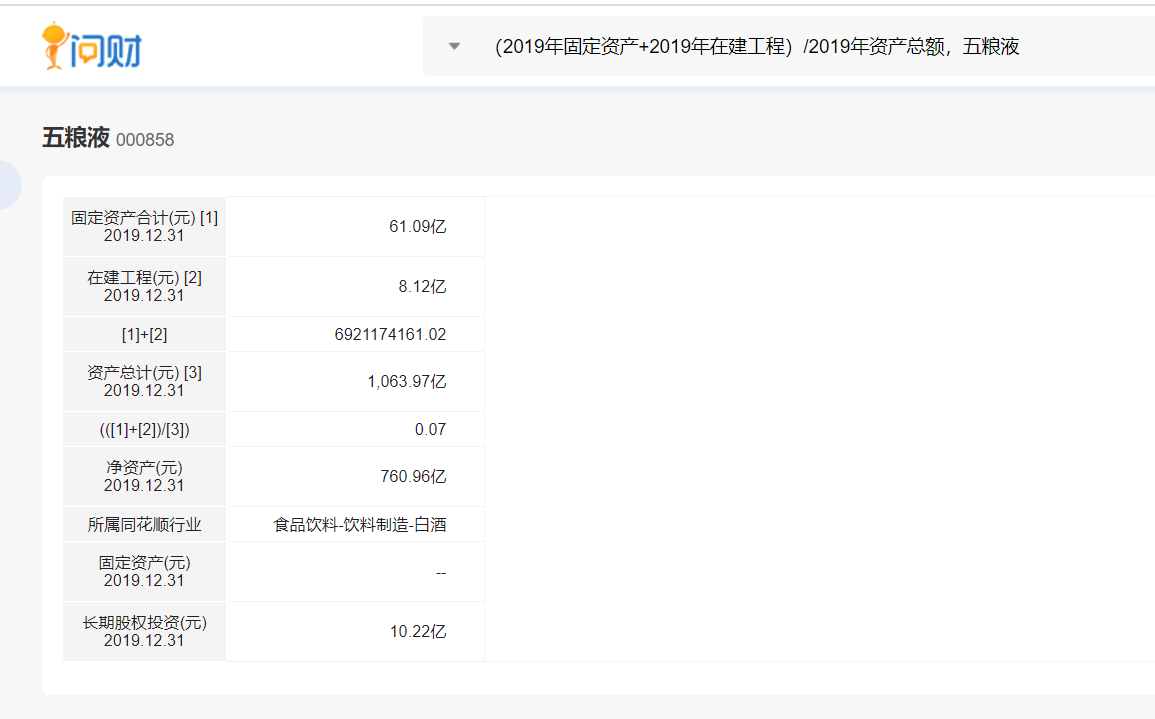 问财
(2019年固定资产+2019年在建工程）/2019年资产总额，五粮液
五粮液 000858
固定资产合计(元) [1]
2019.12.31
61.09亿
在建工程(元) [2]
2019.12.31
8.12亿
[1]+[2]
6921174161.02
资产总计(元) [3]
2019.12.31
1,063.97亿
(([1]+[2])/[3])
0.07
净资产(元)
2019.12.31
760.96亿
所属同花顺行业
食品饮料-饮料制造-白酒
固定资产(元)
2019.12.31
--
长期股权投资(元)
2019.12.31
10.22亿